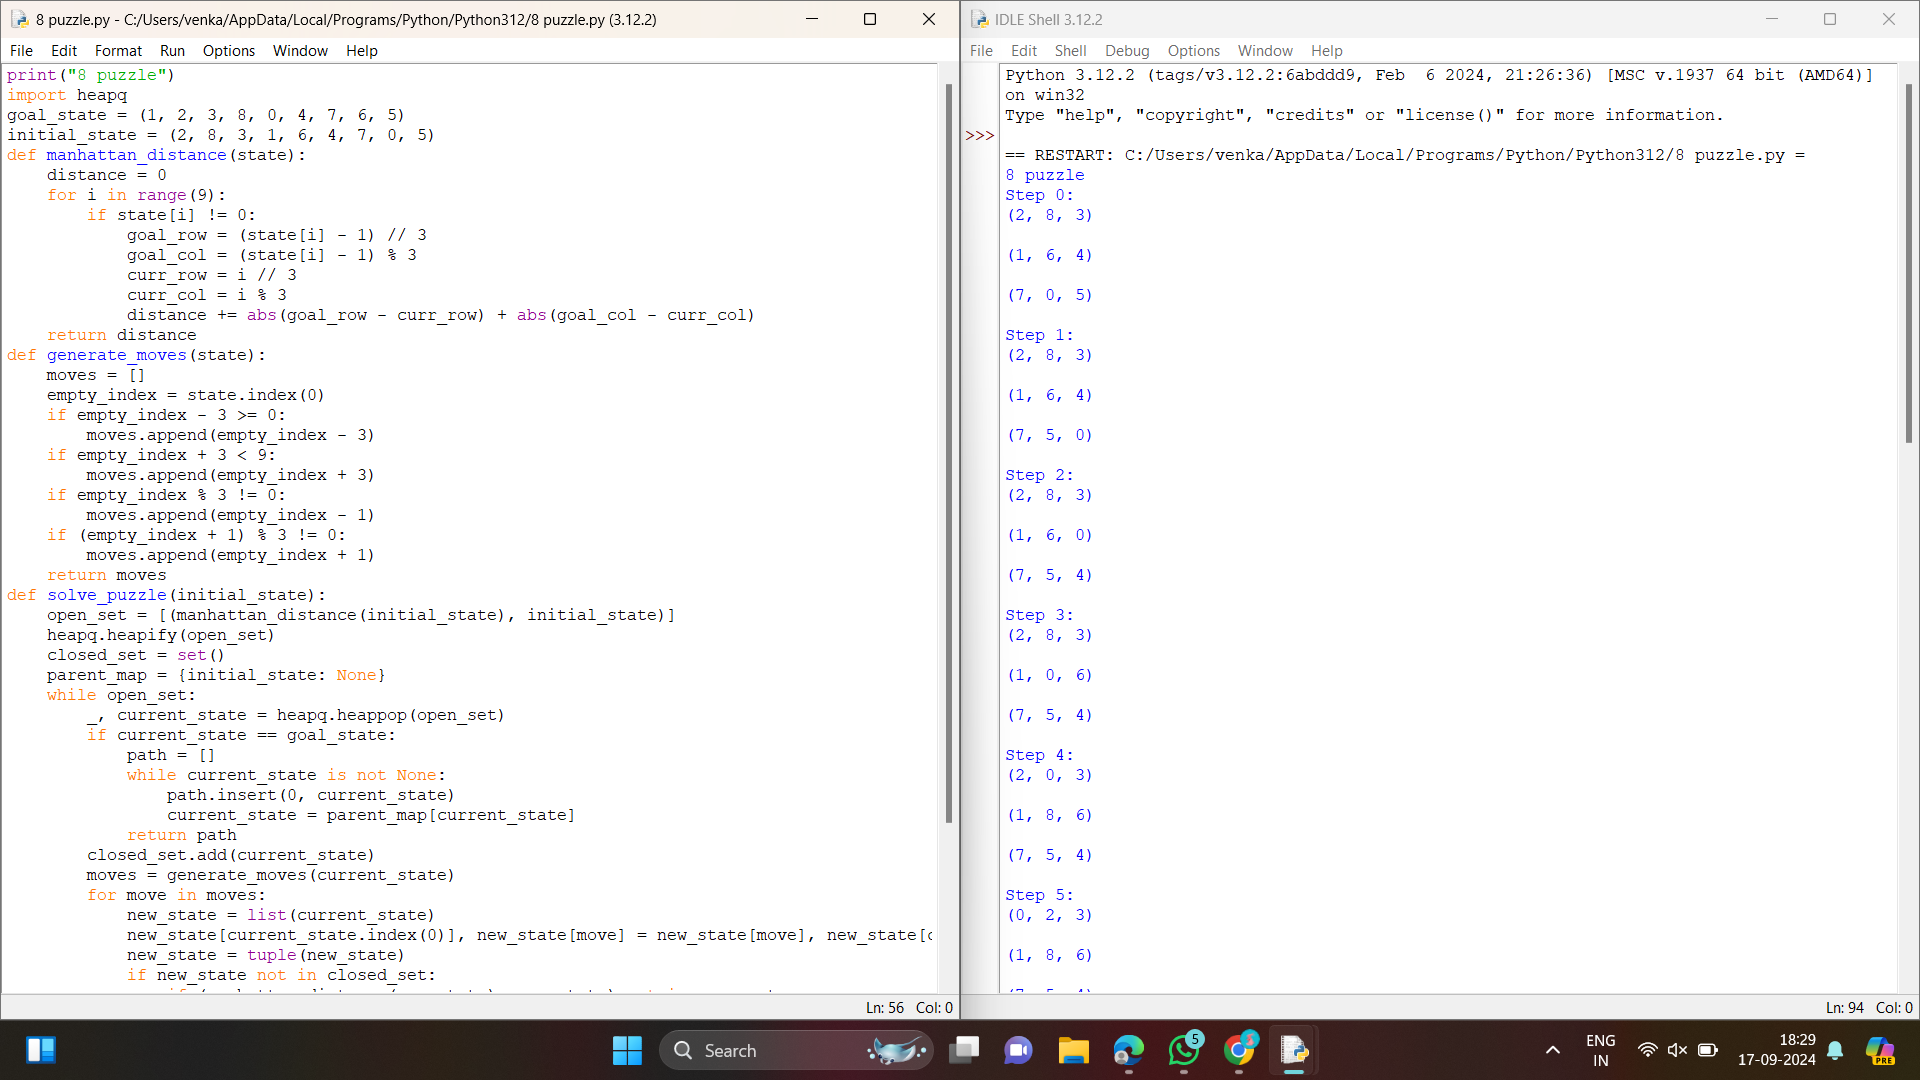 8 puzzle.py - C:/Users/venka/AppData/Local/Programs/Python/Python312/8 puzzle.py (3.12.2)
File Edit Format Run Options Window Help
print("8 puzzle")
import heapq
goal_state = (1, 2, 3, 8, 0, 4, 7, 6, 5)
initial_state = (2, 8, 3, 1, 6, 4, 7, 0, 5)
def manhattan_distance(state):
    distance = 0
    for i in range(9):
        if state[i] != 0:
            goal_row = (state[i] - 1) // 3
            goal_col = (state[i] - 1) % 3
            curr_row = i // 3
            curr_col = i % 3
            distance += abs(goal_row - curr_row) + abs(goal_col - curr_col)
    return distance
def generate_moves(state):
    moves = []
    empty_index = state.index(0)
    if empty_index - 3 >= 0:
        moves.append(empty_index - 3)
    if empty_index + 3 < 9:
        moves.append(empty_index + 3)
    if empty_index % 3 != 0:
        moves.append(empty_index - 1)
    if (empty_index + 1) % 3 != 0:
        moves.append(empty_index + 1)
    return moves
def solve_puzzle(initial_state):
    open_set = [(manhattan_distance(initial_state), initial_state)]
    heapq.heapify(open_set)
    closed_set = set()
    parent_map = {initial_state: None}
    while open_set:
        _, current_state = heapq.heappop(open_set)
        if current_state == goal_state:
            path = []
            while current_state is not None:
                path.insert(0, current_state)
                current_state = parent_map[current_state]
            return path
        closed_set.add(current_state)
        moves = generate_moves(current_state)
        for move in moves:
            new_state = list(current_state)
            new_state[current_state.index(0)], new_state[move] = new_state[move], new_state[
            new_state = tuple(new_state)
            if new_state not in closed_set:
Ln: 56 Col: 0
IDLE Shell 3.12.2
File Edit Shell Debug Options Window Help
Python 3.12.2 (tags/v3.12.2:6abddd9, Feb  6 2024, 21:26:36) [MSC v.1937 64 bit (AMD64)]
on win32
Type "help", "copyright", "credits" or "license()" for more information.
>>>
== RESTART: C:/Users/venka/AppData/Local/Programs/Python/Python312/8 puzzle.py =
8 puzzle
Step 0:
(2, 8, 3)
(1, 6, 4)
(7, 0, 5)
Step 1:
(2, 8, 3)
(1, 6, 4)
(7, 5, 0)
Step 2:
(2, 8, 3)
(1, 6, 0)
(7, 5, 4)
Step 3:
(2, 8, 3)
(1, 0, 6)
(7, 5, 4)
Step 4:
(2, 0, 3)
(1, 8, 6)
(7, 5, 4)
Step 5:
(0, 2, 3)
(1, 8, 6)
Ln: 94 Col: 0
Search
5
ENG
IN
18:29
17-09-2024
PRE